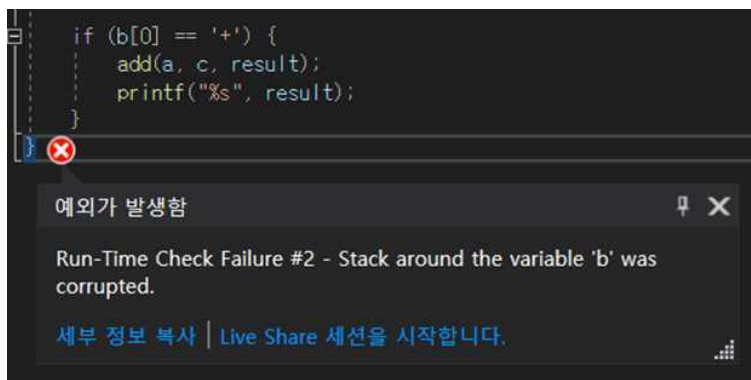 if (b[0] == '+') {
add(a, c, result);
printf("%s", result);
}
}
예외가 발생함
Run-Time Check Failure #2 - Stack around the variable 'b' was
corrupted.
세부 정보 복사 | Live Share 세션을 시작합니다.